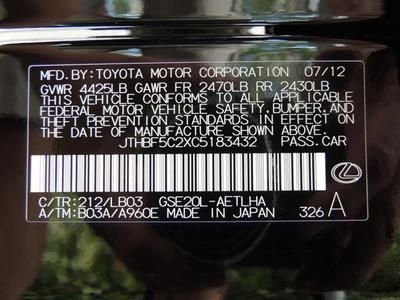 MFD.BY:TOYOTA MOTOR CORPORATION 07/12
GVWR 4425LB GAWR FR 2470LB RR 2430LB
THIS VEHICLE CONFORMS TO ALL APPLICABLE
FEDERAL MOTOR VEHICLE SAFETY,BUMPER,AND
THEFT PREVENTION STANDARDS IN EFFECT ON
THE DATE OF MANUFACTURE SHOWN ABOVE.
JTHBF5C2XC5183432 PASS.CAR
C/TR:212/LB03 GSE20L-AETLHA
A/TM:B03A/A960E MADE IN JAPAN 326 A